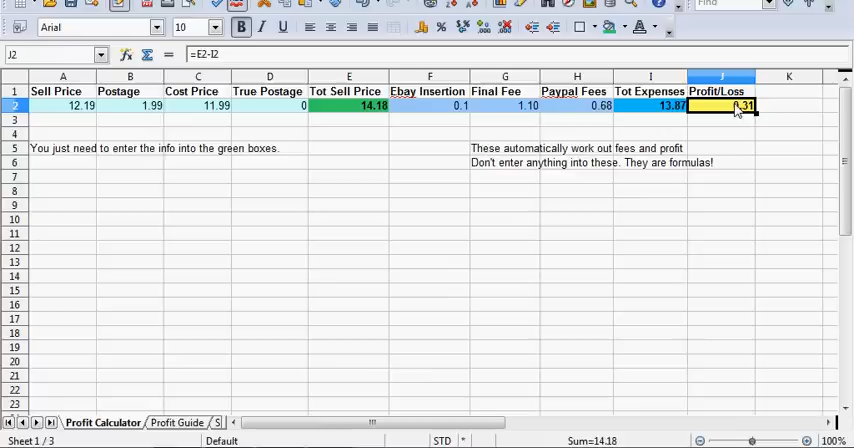 Arial 10 B I U
Find
J2 =E2-I2
A B C D E F G H I J K
1 Sell Price Postage Cost Price True Postage Tot Sell Price Ebay Insertion Final Fee Paypal Fees Tot Expenses Profit/Loss
2 12.19 1.99 11.99 0 14.18 0.1 1.10 0.68 13.87 0.31
3
4
5 You just need to enter the info into the green boxes. These automatically work out fees and profit
6 Don't enter anything into these. They are formulas!
7
8
9
10
11
12
13
14
15
16
17
18
19
20
21
22
23
Profit Calculator Profit Guide S
Sheet 1 / 3 Default STD * Sum=14.18 100%